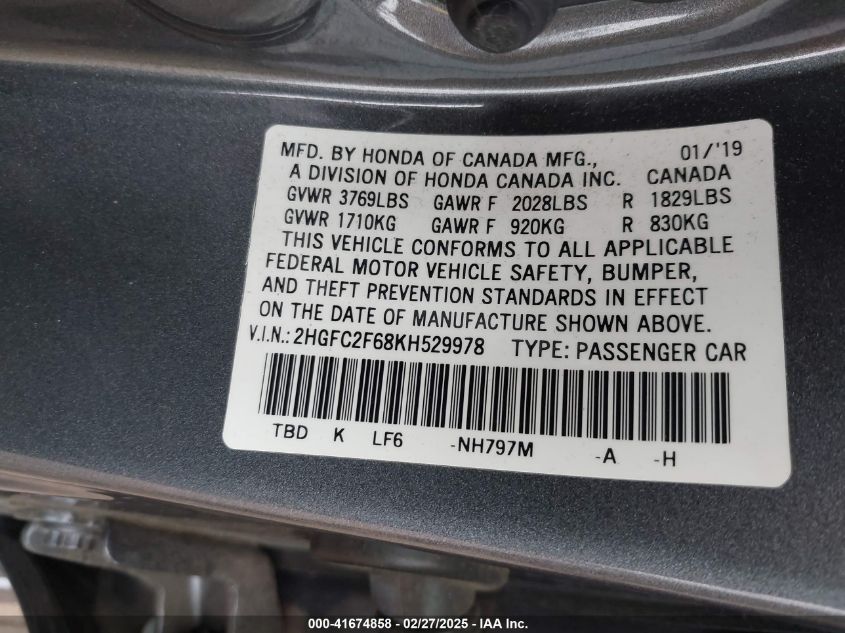 MFD. BY HONDA OF CANADA MFG., 01/'19
A DIVISION OF HONDA CANADA INC. CANADA
GVWR 3769LBS GAWR F 2028LBS R 1829LBS
GVWR 1710KG GAWR F 920KG R 830KG
THIS VEHICLE CONFORMS TO ALL APPLICABLE
FEDERAL MOTOR VEHICLE SAFETY, BUMPER,
AND THEFT PREVENTION STANDARDS IN EFFECT
ON THE DATE OF MANUFACTURE SHOWN ABOVE.
V.I.N.: 2HGFC2F68KH529978 TYPE: PASSENGER CAR
TBD K LF6 -NH797M -A -H
000-41674858 - 02/27/2025 - IAA Inc.